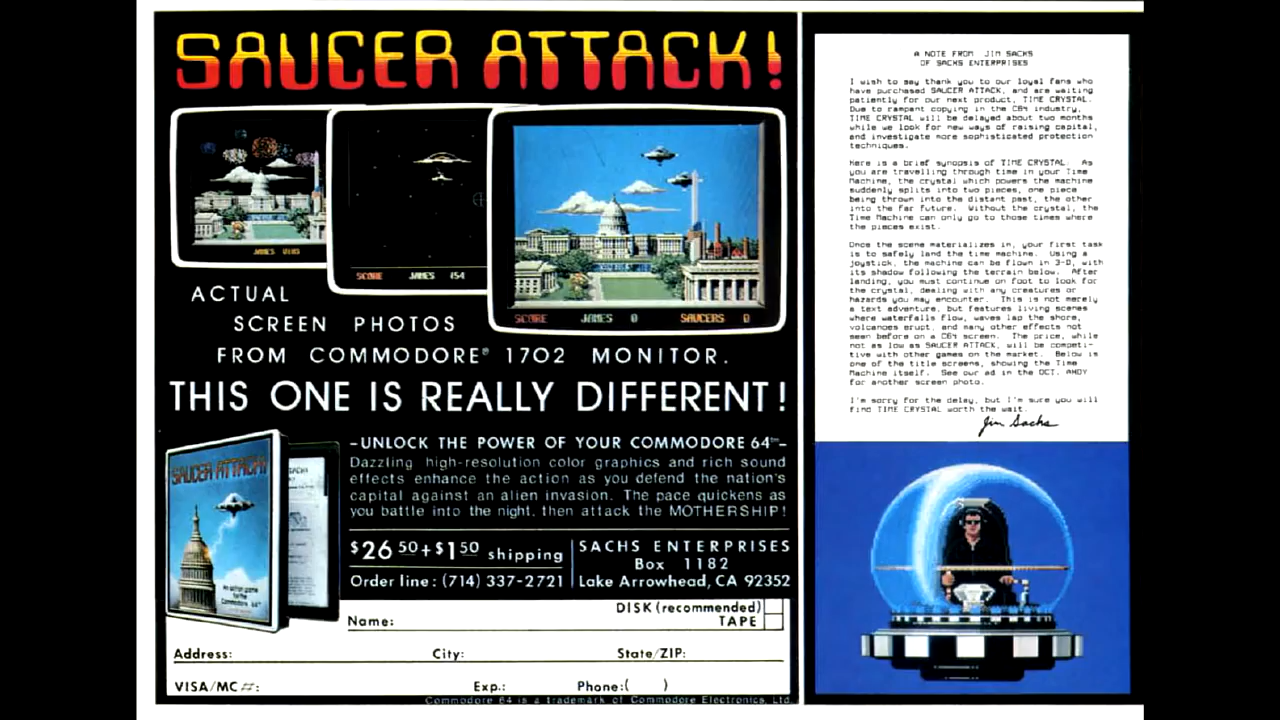 SAUCER ATTACK!
JAMES
SCORE JAMES 154
SCORE JAMES 0 SAUCERS 0
ACTUAL
SCREEN PHOTOS
FROM COMMODORE® 1702 MONITOR.
THIS ONE IS REALLY DIFFERENT!
SAUCER ATTACK!
An action game
for the
Commodore 64™
-UNLOCK THE POWER OF YOUR COMMODORE 64™-
Dazzling high-resolution color graphics and rich sound
effects enhance the action as you defend the nation's
capital against an alien invasion. The pace quickens as
you battle into the night, then attack the MOTHERSHIP!
$26 50+$1 50 shipping
Order line: (714) 337-2721
SACHS ENTERPRISES
Box 1182
Lake Arrowhead, CA 92352
DISK (recommended)
TAPE
Name:
Address: City: State/ZIP:
VISA/MC #: Exp.: Phone:( )
Commodore 64 is a trademark of Commodore Electronics, Ltd.
A NOTE FROM JIM SACHS
OF SACHS ENTERPRISES
I wish to say thank you to our loyal fans who
have purchased SAUCER ATTACK, and are waiting
patiently for our next product, TIME CRYSTAL.
Due to rampant copying in the C64 industry,
TIME CRYSTAL will be delayed about two months
while we look for new ways of raising capital,
and investigate more sophisticated protection
techniques.
Here is a brief synopsis of TIME CRYSTAL. As
you are travelling through time in your Time
Machine, the crystal which powers the machine
suddenly splits into two pieces, one piece
being thrown into the distant past, the other
into the far future. Without the crystal, the
Time Machine can only go to those times where
the pieces exist.
Once the scene materializes in, your first task
is to safely land the time machine. Using a
joystick, the machine can be flown in 3-D, with
its shadow following the terrain below. After
landing, you must continue on foot to look for
the crystal, dealing with any creatures or
hazards you may encounter. This is not merely
a text adventure, but features living scenes
where waterfalls flow, waves lap the shore,
volcanoes erupt, and many other effects not
seen before on a C64 screen. The price, while
not as low as SAUCER ATTACK, will be competi-
tive with other games on the market. Below is
one of the title screens, showing the Time
Machine itself. See our ad in the OCT. AHOY
for another screen photo.
I'm sorry for the delay, but I'm sure you will
find TIME CRYSTAL worth the wait.
Jim Sachs